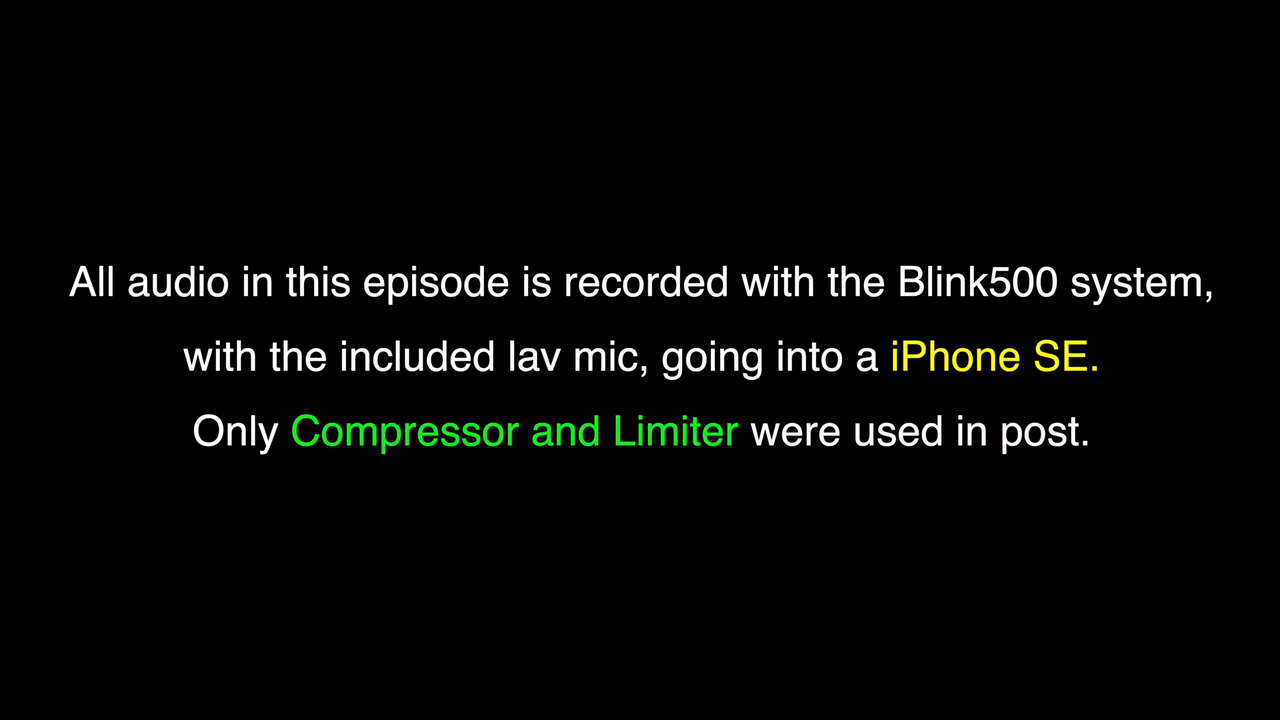 All audio in this episode is recorded with the Blink500 system,
with the included lav mic, going into a iPhone SE.
Only Compressor and Limiter were used in post.